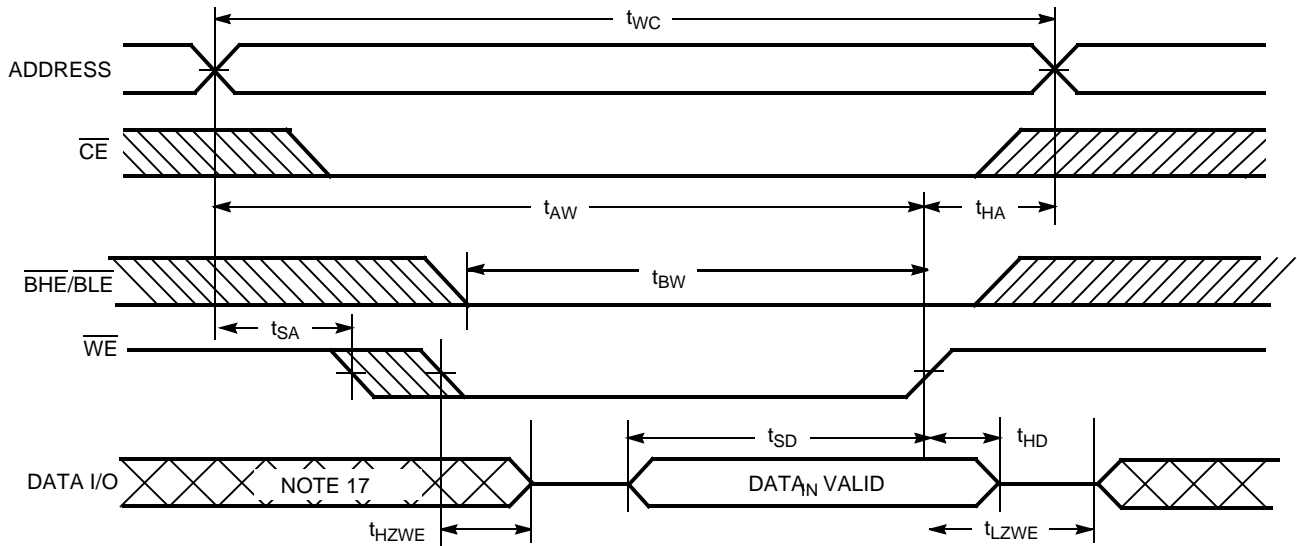 tWC
ADDRESS
CE
tAW
tHA
BHE/BLE
tBW
tSA
WE
tSD
tHD
DATA I/O
NOTE 17
DATAIN VALID
tHZWE
tLZWE